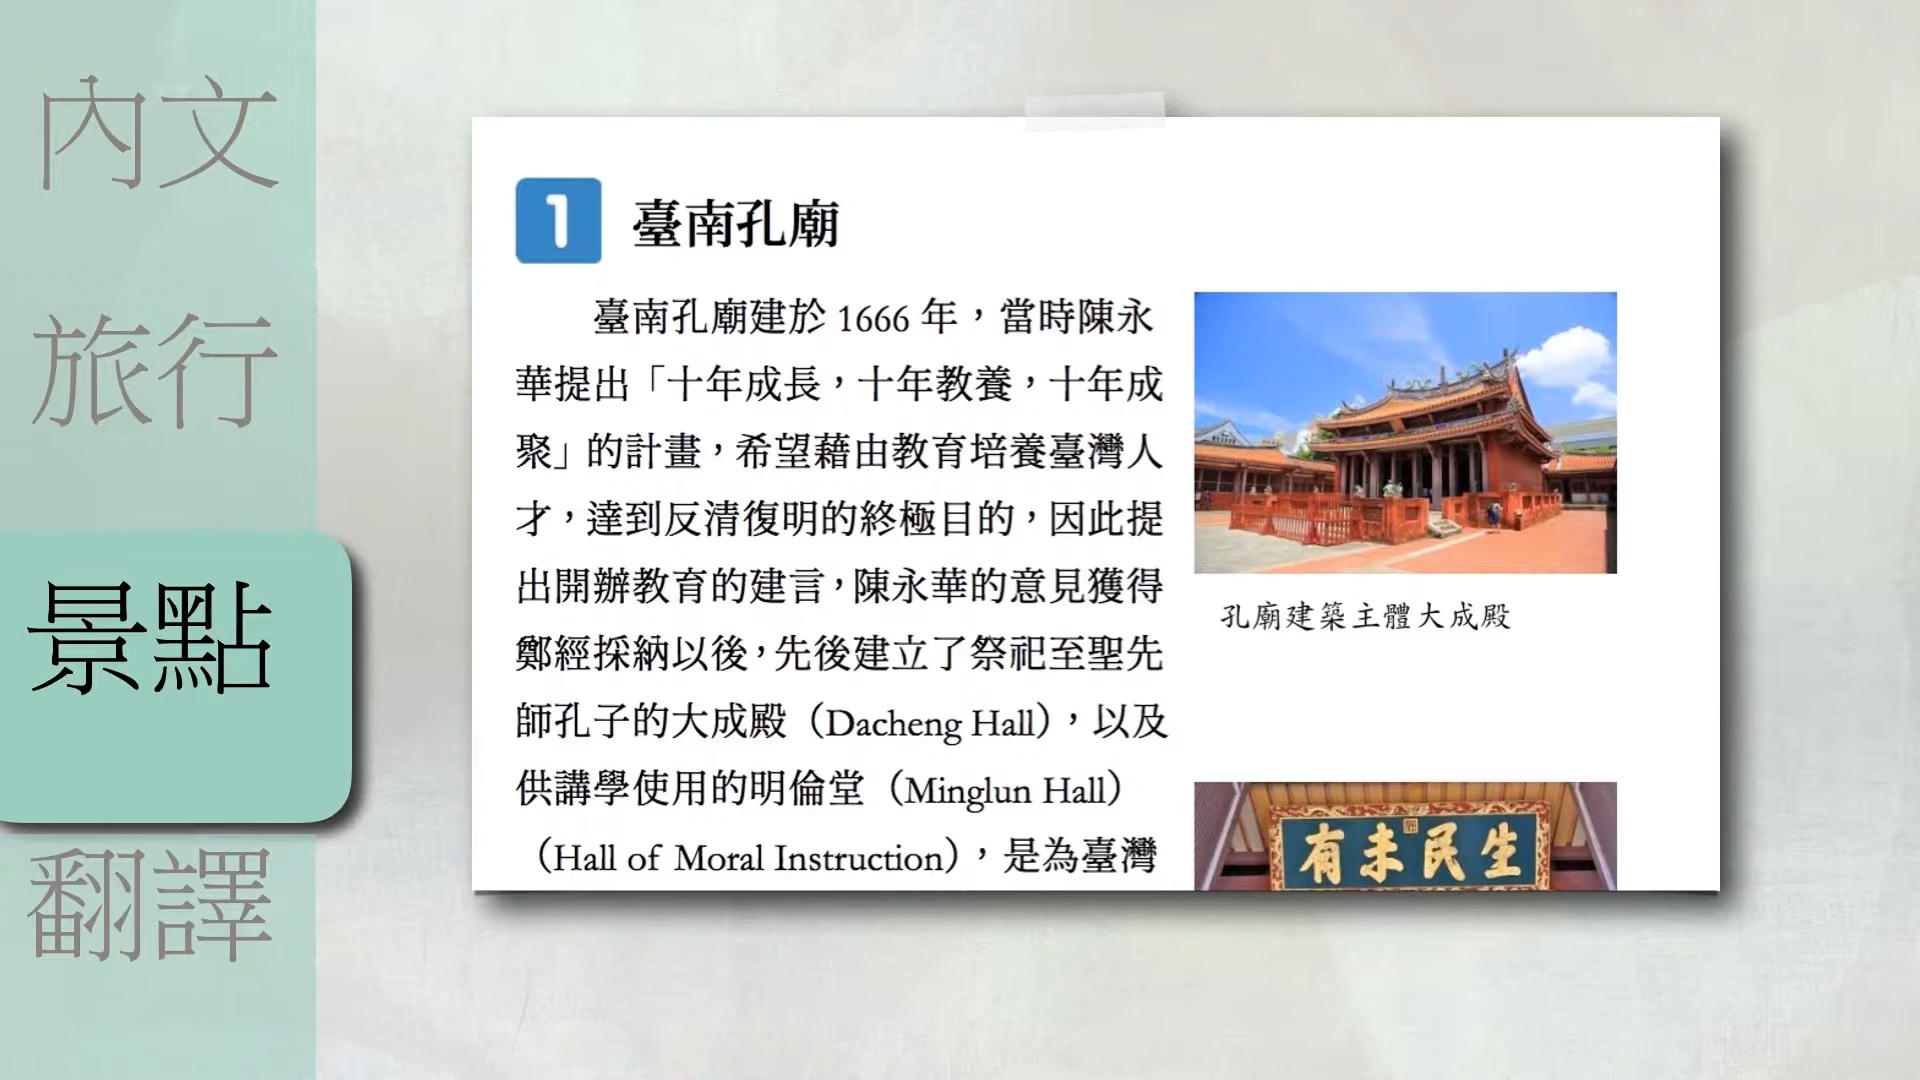 內文
旅行
景點
翻譯
1 臺南孔廟
臺南孔廟建於 1666 年，當時陳永
華提出「十年成長，十年教養，十年成
聚」的計畫，希望藉由教育培養臺灣人
才，達到反清復明的終極目的，因此提
出開辦教育的建言，陳永華的意見獲得
鄭經採納以後，先後建立了祭祀至聖先
師孔子的大成殿（Dacheng Hall），以及
供講學使用的明倫堂（Minglun Hall）
（Hall of Moral Instruction），是為臺灣
孔廟建築主體大成殿
有未民生